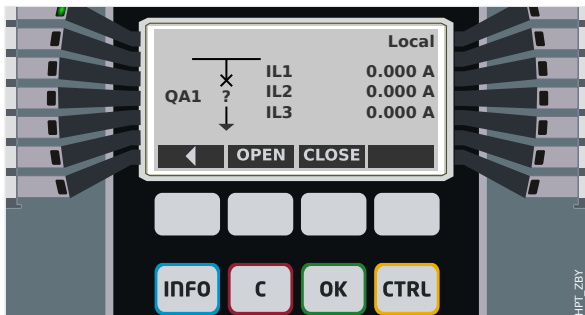 Local
IL1 0.000 A
QA1 ? IL2 0.000 A
IL3 0.000 A
OPEN CLOSE
INFO C OK CTRL
HPT_ZBY